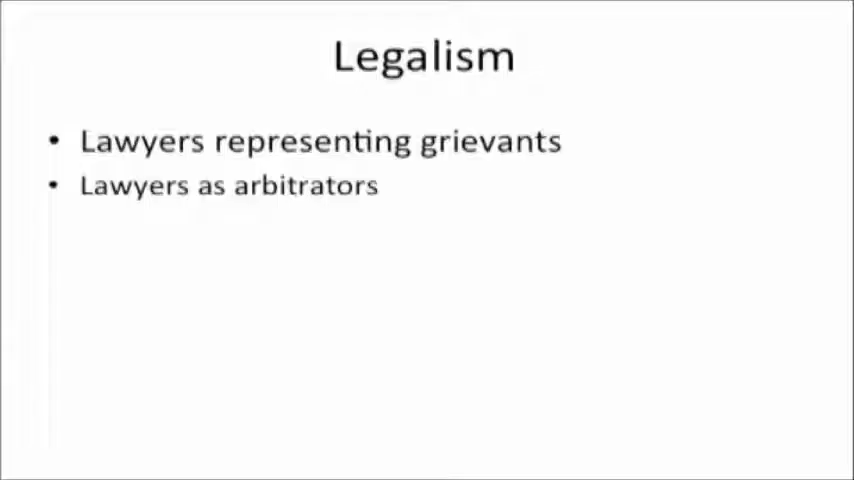 Legalism
• Lawyers representing grievants
• Lawyers as arbitrators